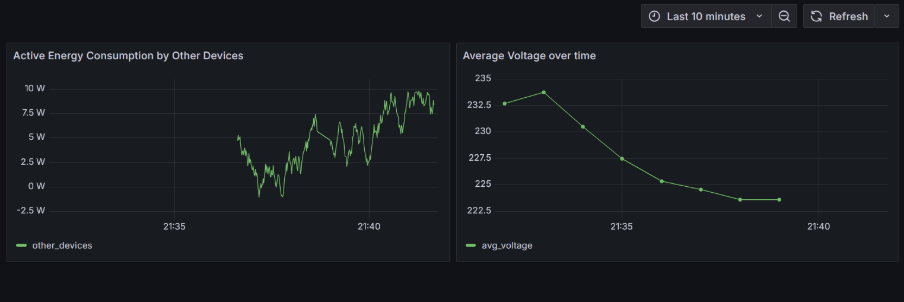 Last 10 minutes
Refresh
Active Energy Consumption by Other Devices
10 W
7.5 W
5 W
2.5 W
0 W
-2.5 W
21:35
21:40
other_devices
Average Voltage over time
235
232.5
230
227.5
225
222.5
21:35
21:40
avg_voltage